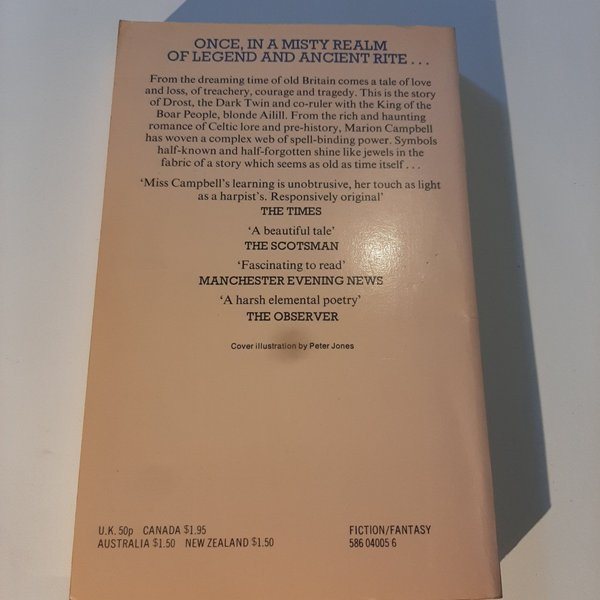 ONCE, IN A MISTY REALM
OF LEGEND AND ANCIENT RITE . . .
From the dreaming time of old Britain comes a tale of love
and loss, of treachery, courage and tragedy. This is the story
of Drost, the Dark Twin and co-ruler with the King of the
Boar People, blonde Ailill. From the rich and haunting
romance of Celtic lore and pre-history, Marion Campbell
has woven a complex web of spell-binding power. Symbols
half-known and half-forgotten shine like jewels in the
fabric of a story which seems as old as time itself . . .
‘Miss Campbell’s learning is unobtrusive, her touch as light
as a harpist’s. Responsively original’
THE TIMES
‘A beautiful tale’
THE SCOTSMAN
‘Fascinating to read’
MANCHESTER EVENING NEWS
‘A harsh elemental poetry’
THE OBSERVER
Cover illustration by Peter Jones
U.K. 50p CANADA $1.95
AUSTRALIA $1.50 NEW ZEALAND $1.50
FICTION/FANTASY
586 04005 6